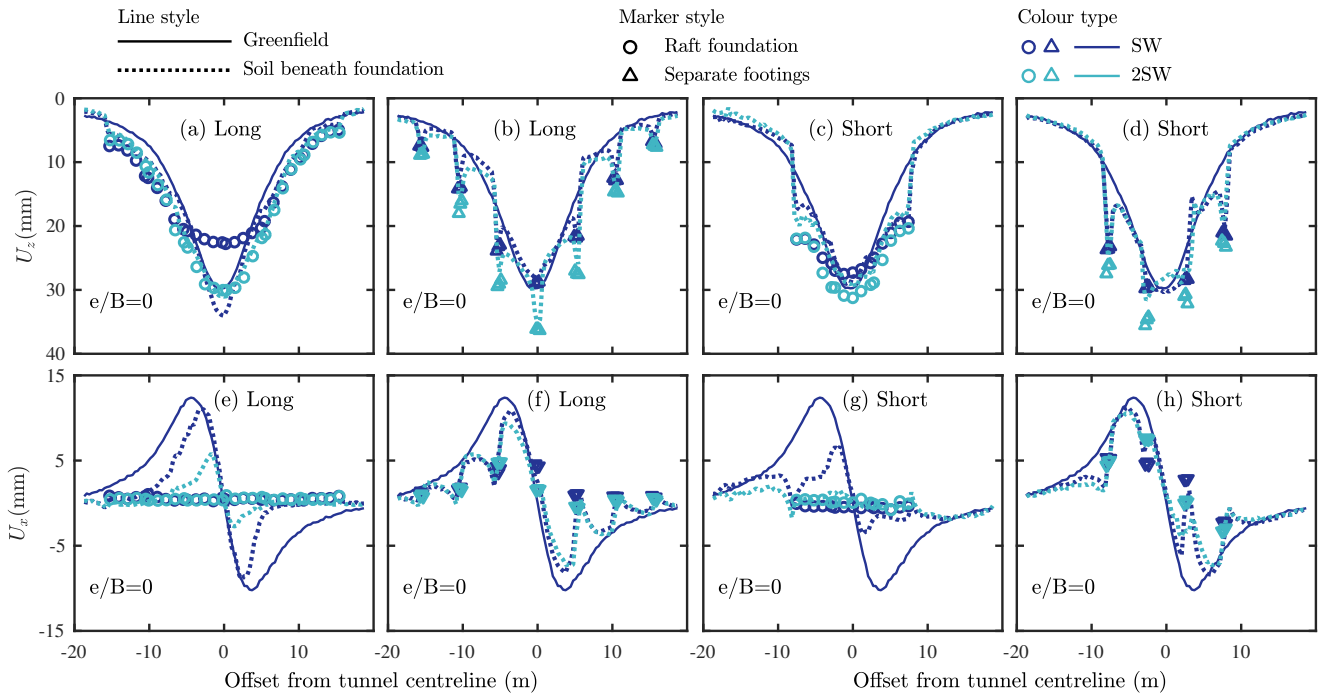 Line style Marker style Colour type
Greenfield Raft foundation SW
Soil beneath foundation Separate footings 2SW
0
10
20
30
40
U_z(mm)
(a) Long (b) Long (c) Short (d) Short
e/B=0 e/B=0 e/B=0 e/B=0
15
5
-5
-15
U_x(mm)
(e) Long (f) Long (g) Short (h) Short
e/B=0 e/B=0 e/B=0 e/B=0
-20 -10 0 10 -20 -10 0 10 -20 -10 0 10 -20 -10 0 10 20
Offset from tunnel centreline (m) Offset from tunnel centreline (m)